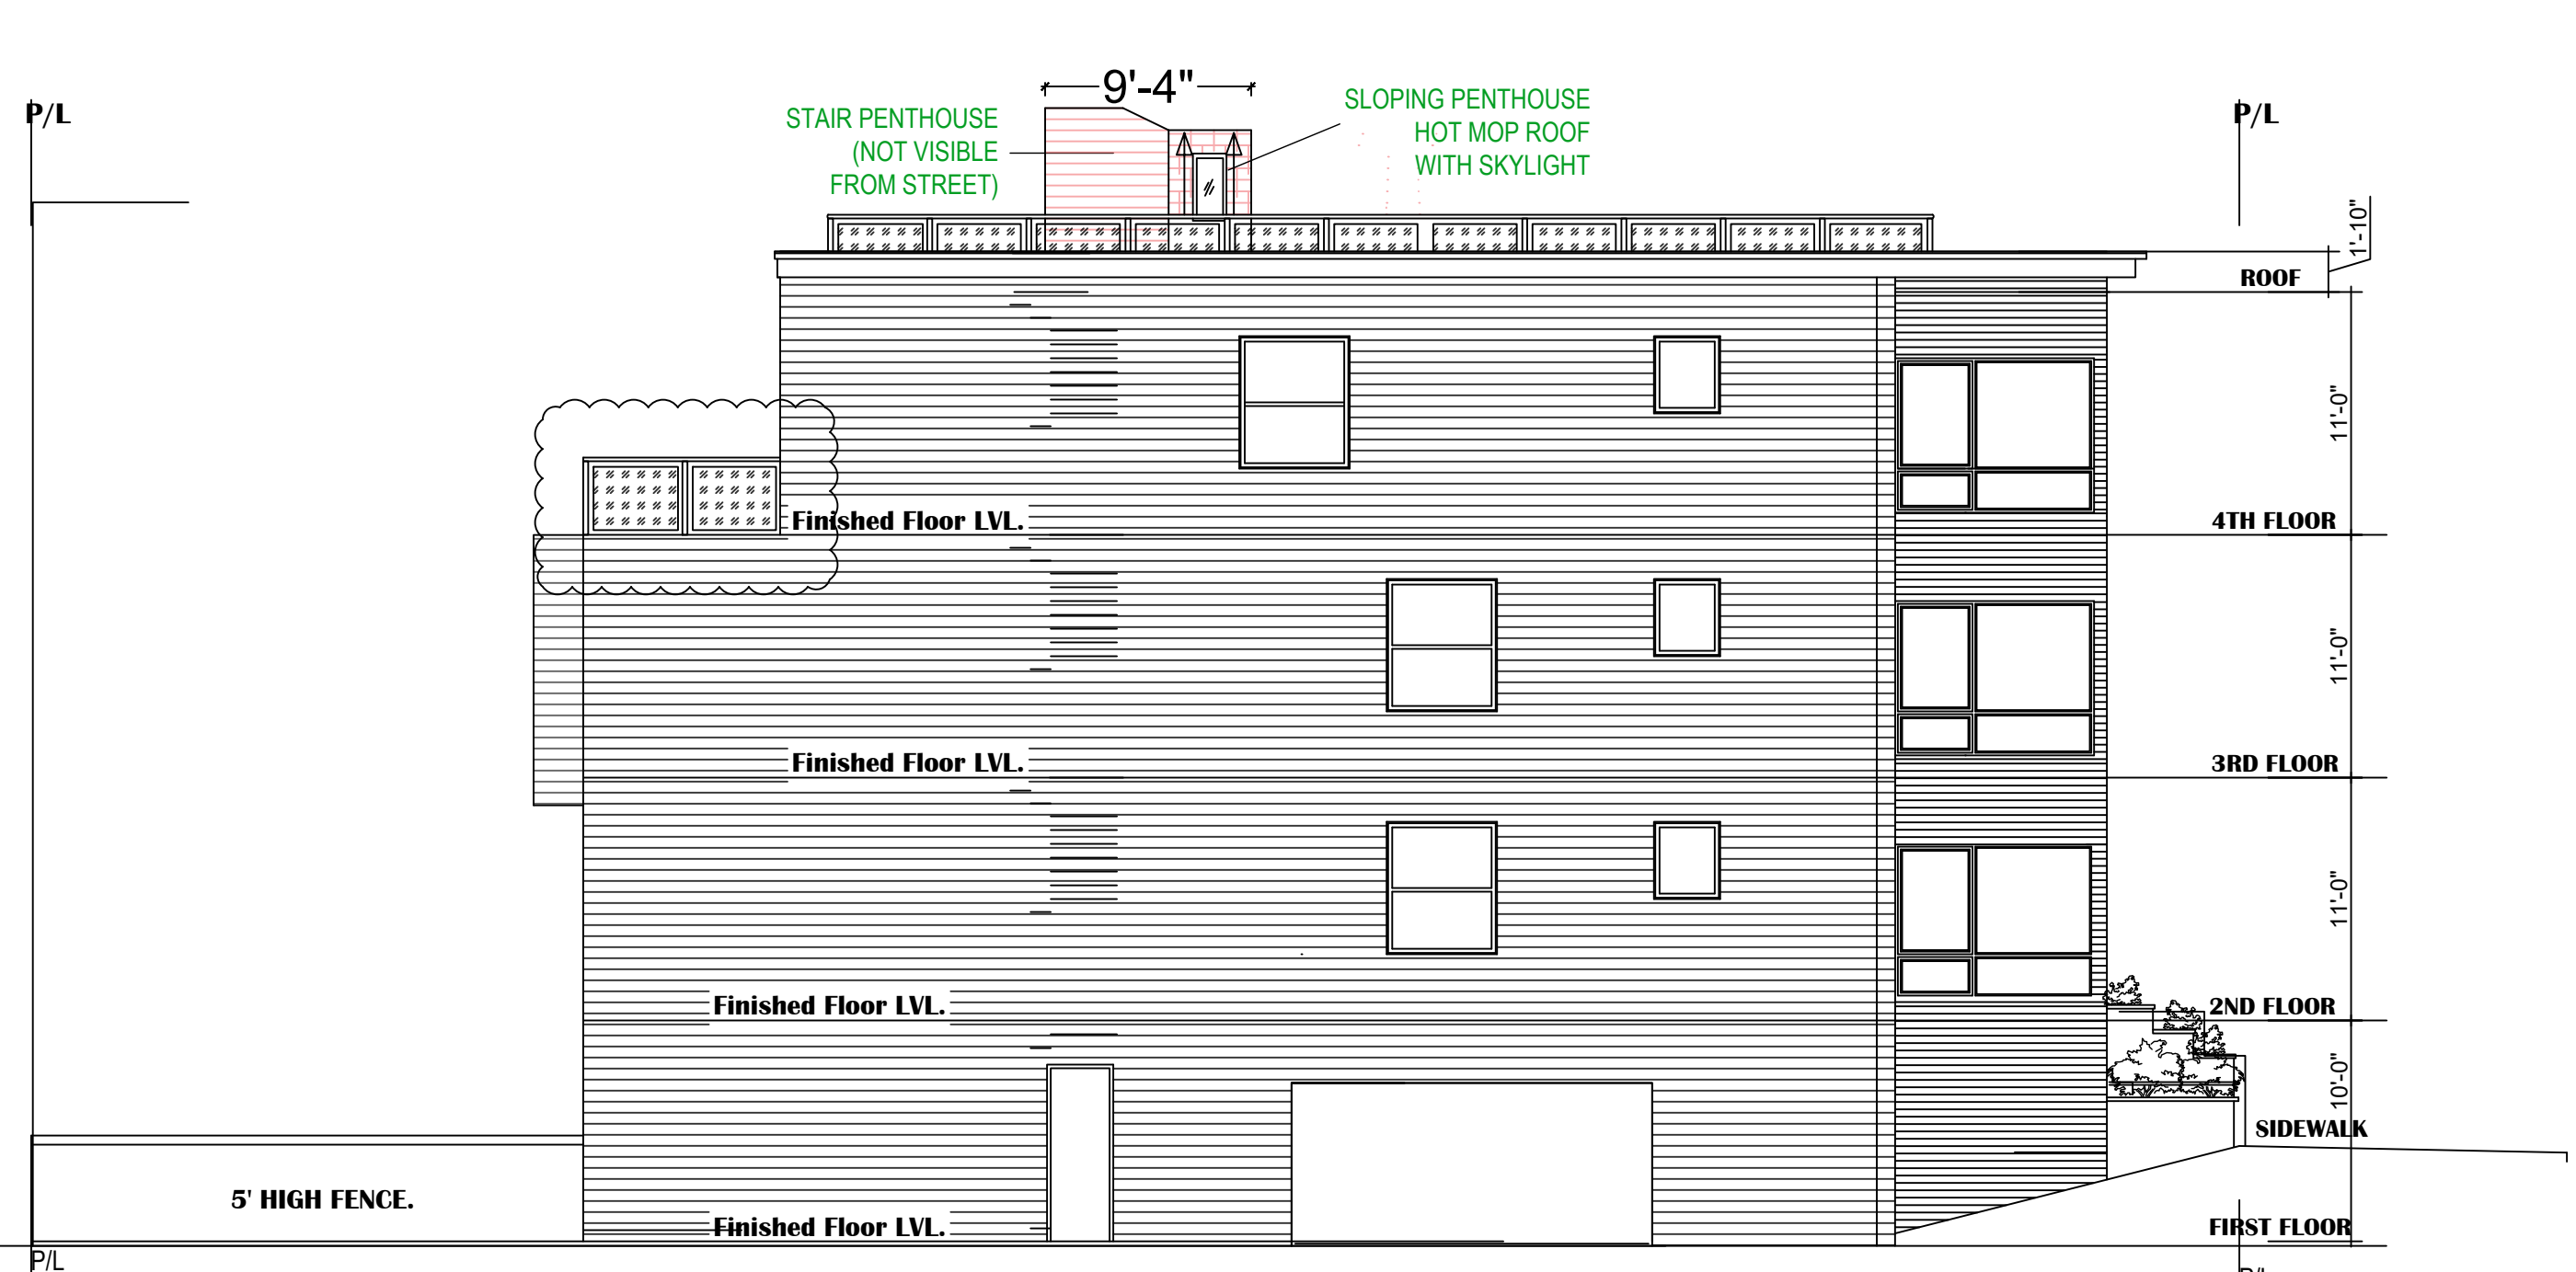 9'-4"
P/L
STAIR PENTHOUSE
(NOT VISIBLE
FROM STREET)
SLOPING PENTHOUSE
HOT MOP ROOF
WITH SKYLIGHT
P/L
1'-10"
ROOF
11'-0"
Finished Floor LVL.
4TH FLOOR
11'-0"
Finished Floor LVL.
3RD FLOOR
11'-0"
Finished Floor LVL.
2ND FLOOR
10'-0"
SIDEWALK
5' HIGH FENCE.
Finished Floor LVL.
FIRST FLOOR
P/L
P/L